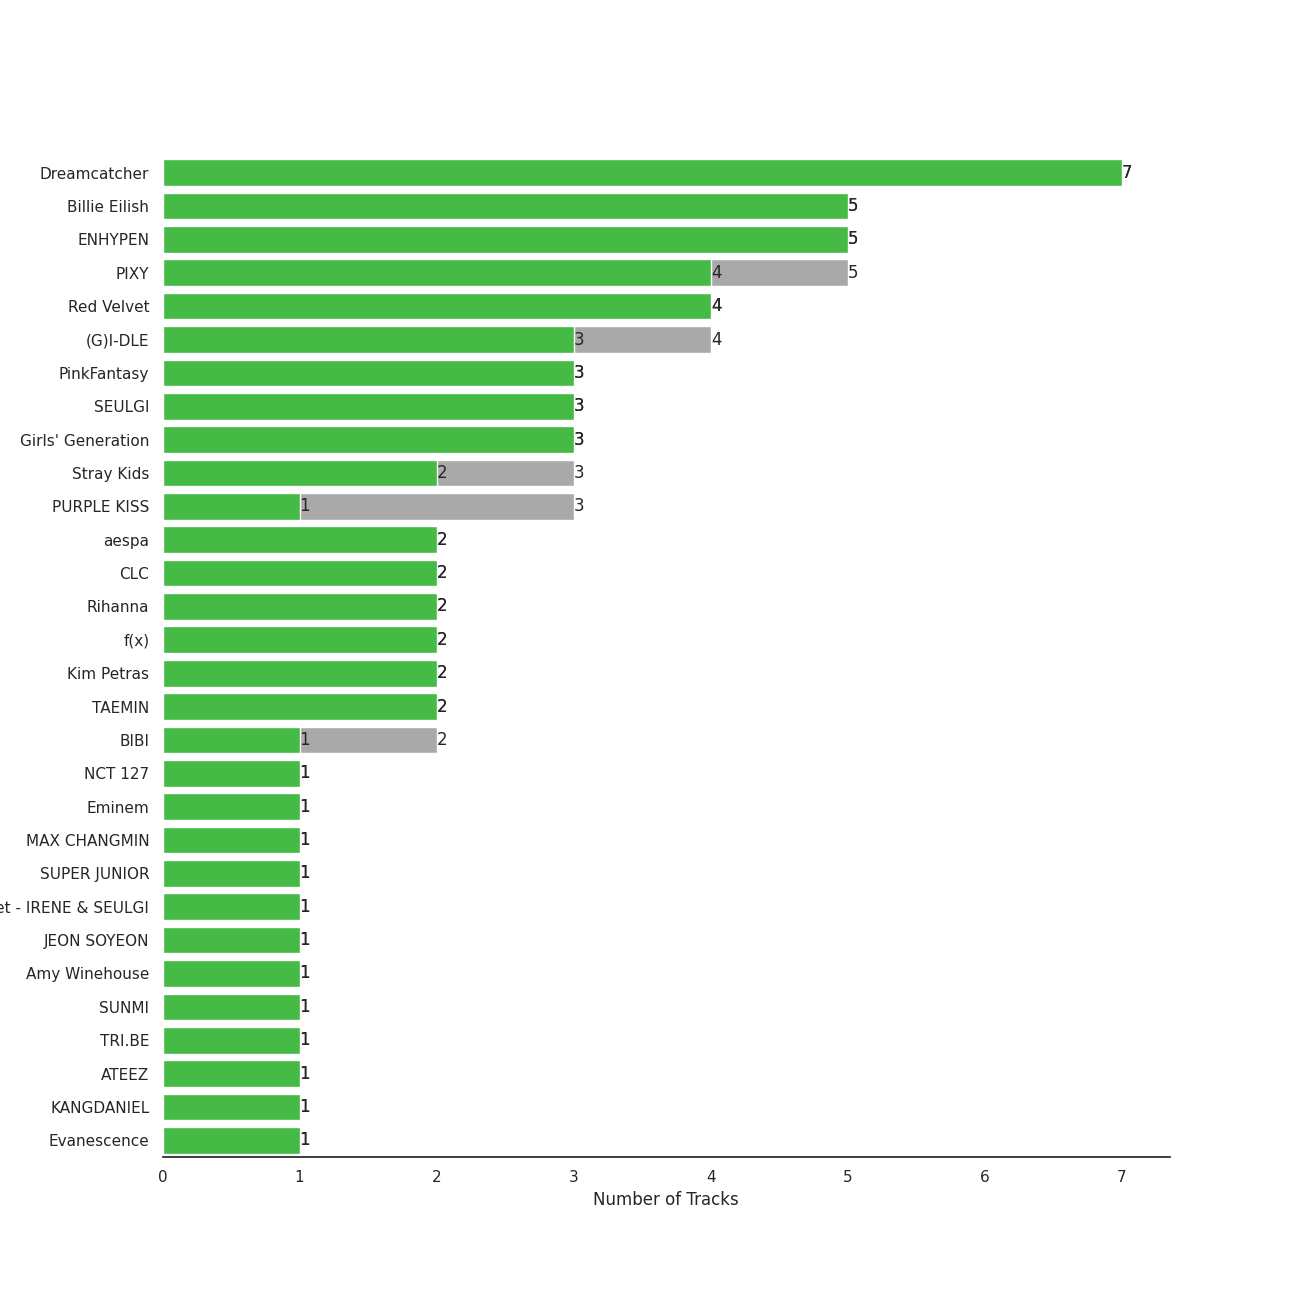 Dreamcatcher 7
Billie Eilish 5
ENHYPEN 5
PIXY 4 5
Red Velvet 4
(G)I-DLE 3 4
PinkFantasy 3
SEULGI 3
Girls' Generation 3
Stray Kids 2 3
PURPLE KISS 1 3
aespa 2
CLC 2
Rihanna 2
f(x) 2
Kim Petras 2
TAEMIN 2
BIBI 1 2
NCT 127 1
Eminem 1
MAX CHANGMIN 1
SUPER JUNIOR 1
et - IRENE & SEULGI 1
JEON SOYEON 1
Amy Winehouse 1
SUNMI 1
TRI.BE 1
ATEEZ 1
KANGDANIEL 1
Evanescence 1
0 1 2 3 4 5 6 7
Number of Tracks